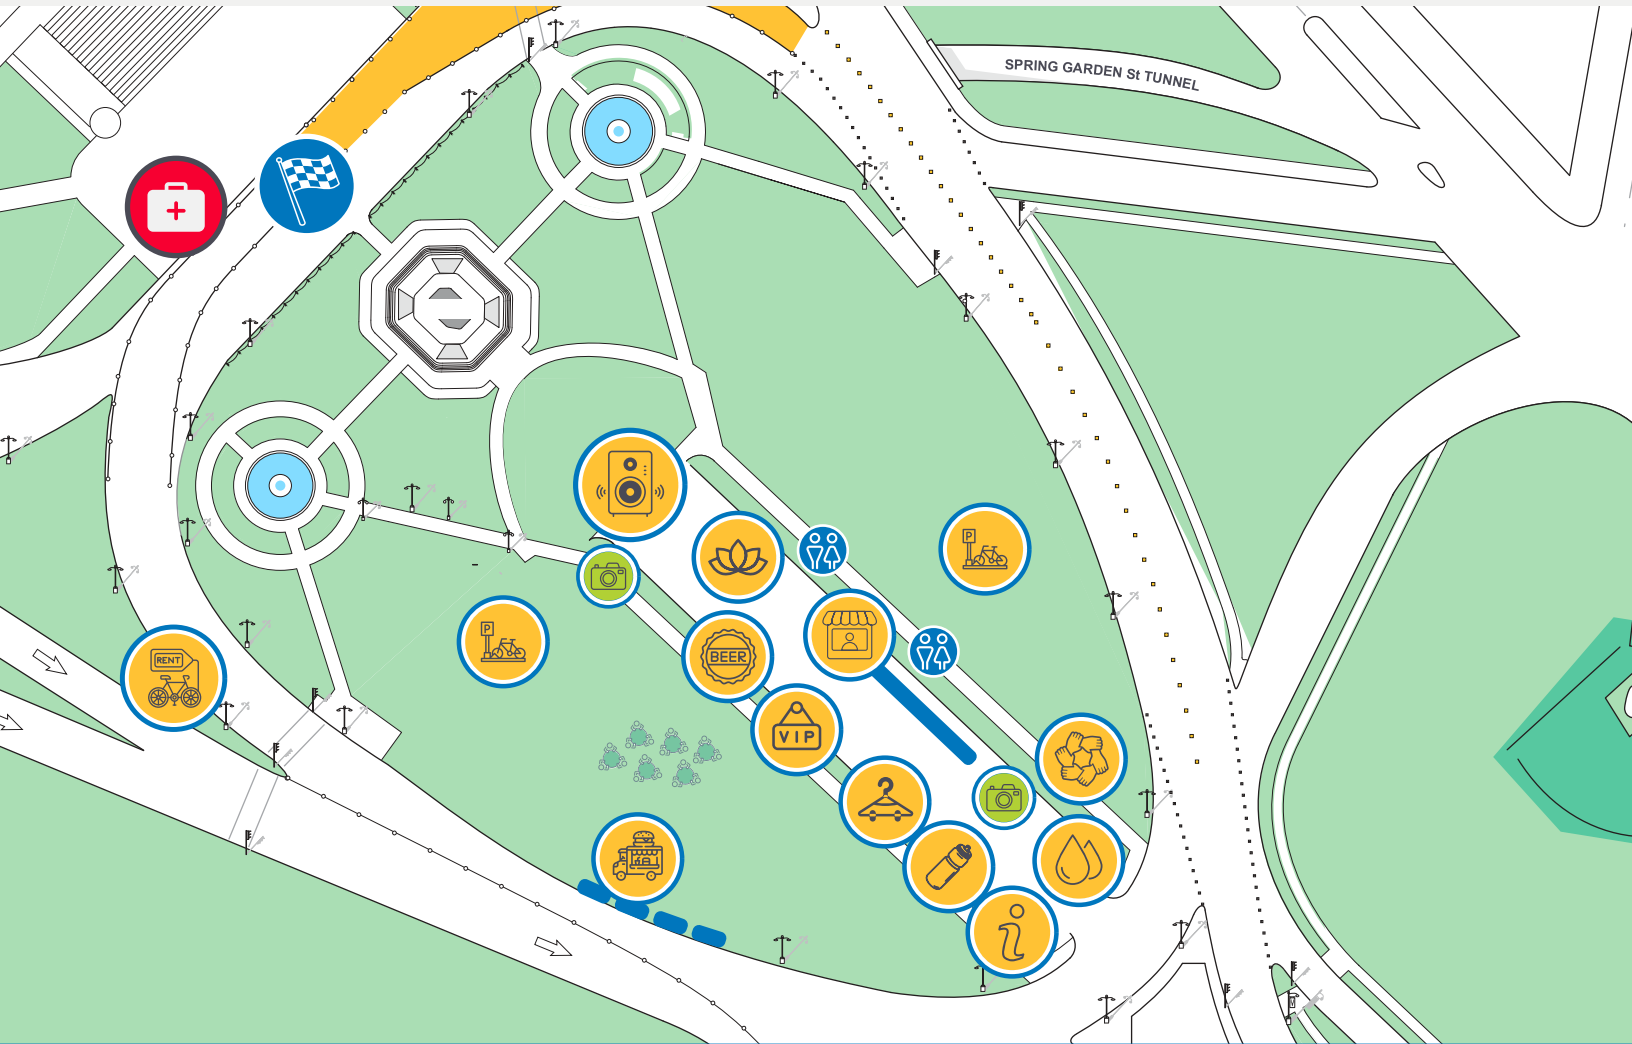 SPRING GARDEN St TUNNEL
P
BEER
P
RENT
VIP